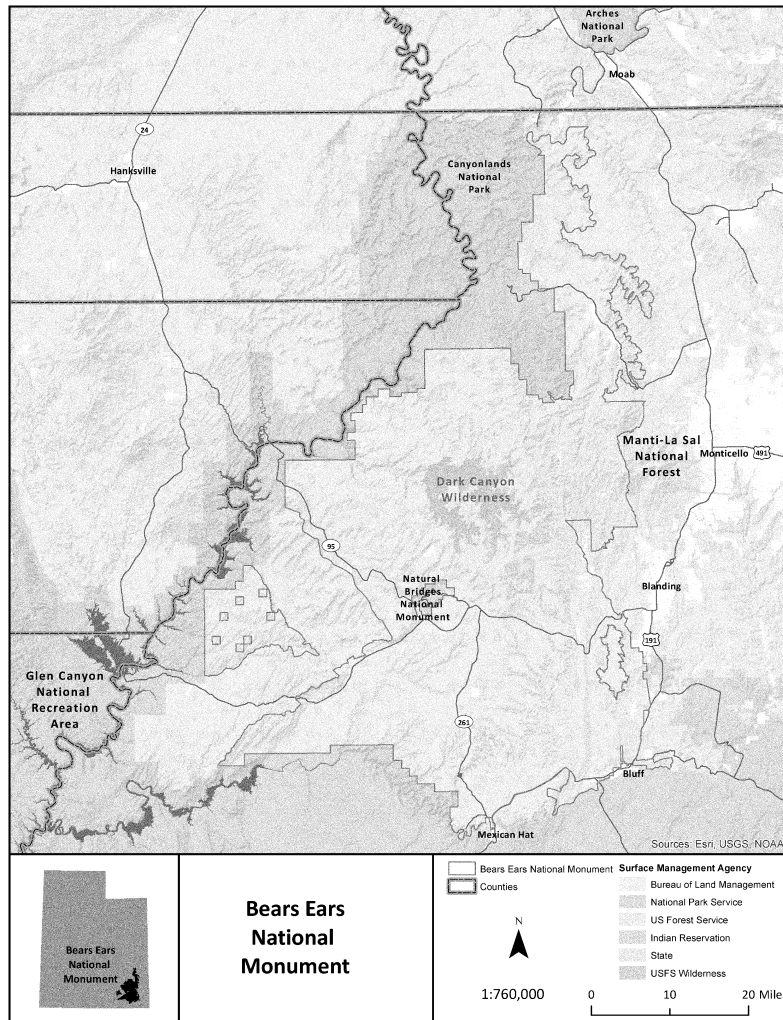 Arches
National
Park
Moab
24
Hanksville
Canyonlands
National
Park
Manti-La Sal
National
Forest
Monticello
491
Dark Canyon
Wilderness
95
Natural
Bridges
National
Monument
Blanding
191
Glen Canyon
National
Recreation
Area
261
Bluff
Mexican Hat
Sources: Esri, USGS, NOAA
Bears Ears
National
Monument
Bears Ears
National
Monument
Bears Ears National Monument
Counties
N
1:760,000
Surface Management Agency
Bureau of Land Management
National Park Service
US Forest Service
Indian Reservation
State
USFS Wilderness
0 10 20 Mile